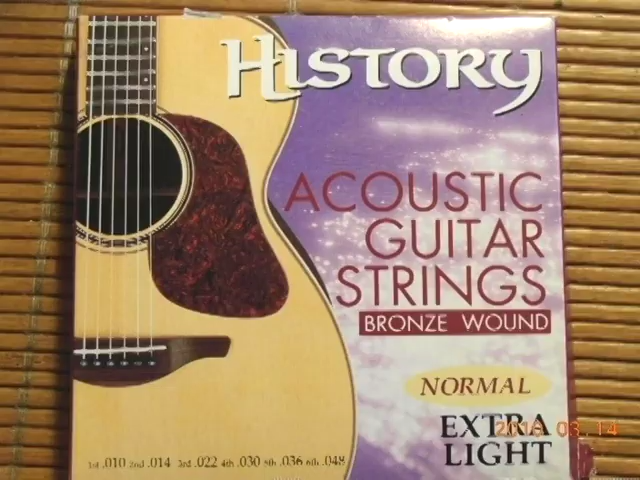 HISTORY
ACOUSTIC
GUITAR
STRINGS
BRONZE WOUND
NORMAL
EXTRA
LIGHT
2010 03 14
1st .010 2nd .014 3rd .022 4th .030 5th .036 6th .048